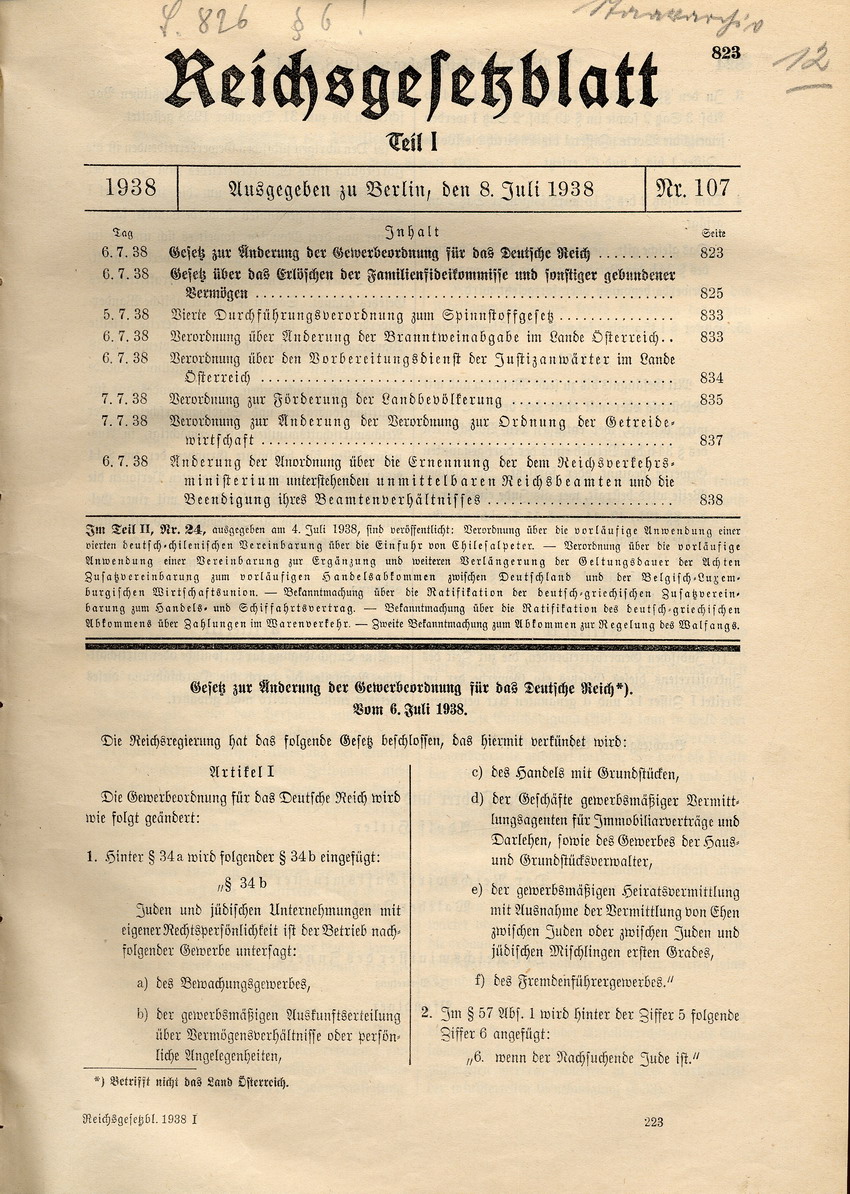 S. 826 § 6 !
Staatsarchiv
12
823
Reichsgesetzblatt
Teil I
1938 Ausgegeben zu Berlin, den 8. Juli 1938 Nr. 107
Tag Inhalt Seite
6. 7. 38 Gesetz zur Änderung der Gewerbeordnung für das Deutsche Reich .......... 823
6. 7. 38 Gesetz über das Erlöschen der Familienfideikommisse und sonstiger gebundener
Vermögen .......... 825
5. 7. 38 Vierte Durchführungsverordnung zum Spinnstoffgesetz .......... 833
6. 7. 38 Verordnung über Änderung der Branntweinabgabe im Lande Österreich.. 833
6. 7. 38 Verordnung über den Vorbereitungsdienst der Justizanwärter im Lande
Österreich .......... 834
7. 7. 38 Verordnung zur Förderung der Landbevölkerung .......... 835
7. 7. 38 Verordnung zur Änderung der Verordnung zur Ordnung der Getreide-
wirtschaft .......... 837
6. 7. 38 Änderung der Anordnung über die Ernennung der dem Reichsverkehrs-
ministerium unterstehenden unmittelbaren Reichsbeamten und die
Beendigung ihres Beamtenverhältnisses .......... 838
Im Teil II, Nr. 24, ausgegeben am 4. Juli 1938, sind veröffentlicht: Verordnung über die vorläufige Anwendung einer
vierten deutsch-chilenischen Vereinbarung über die Einfuhr von Chilesalpeter. — Verordnung über die vorläufige
Anwendung einer Vereinbarung zur Ergänzung und weiteren Verlängerung der Geltungsdauer der Achten
Zusatzvereinbarung zum vorläufigen Handelsabkommen zwischen Deutschland und der Belgisch-Luxem-
burgischen Wirtschaftsunion. — Bekanntmachung über die Ratifikation der deutsch-griechischen Zusatzverein-
barung zum Handels- und Schiffahrtsvertrag. — Bekanntmachung über die Ratifikation des deutsch-griechischen
Abkommens über Zahlungen im Warenverkehr. — Zweite Bekanntmachung zum Abkommen zur Regelung des Walfangs.
Gesetz zur Änderung der Gewerbeordnung für das Deutsche Reich*).
Vom 6. Juli 1938.
Die Reichsregierung hat das folgende Gesetz beschlossen, das hiermit verkündet wird:
Artikel I
Die Gewerbeordnung für das Deutsche Reich wird
wie folgt geändert:
1. Hinter § 34 a wird folgender § 34 b eingefügt:
„§ 34 b
Juden und jüdischen Unternehmungen mit
eigener Rechtspersönlichkeit ist der Betrieb nach-
folgender Gewerbe untersagt:
a) des Bewachungsgewerbes,
b) der gewerbsmäßigen Auskunftserteilung
über Vermögensverhältnisse oder persön-
liche Angelegenheiten,
c) des Handels mit Grundstücken,
d) der Geschäfte gewerbsmäßiger Vermitt-
lungsagenten für Immobiliarverträge und
Darlehen, sowie des Gewerbes der Haus-
und Grundstücksverwalter,
e) der gewerbsmäßigen Heiratsvermittlung
mit Ausnahme der Vermittlung von Ehen
zwischen Juden oder zwischen Juden und
jüdischen Mischlingen ersten Grades,
f) des Fremdenführergewerbes.“
2. Im § 57 Abs. 1 wird hinter der Ziffer 5 folgende
Ziffer 6 angefügt:
„6. wenn der Nachsuchende Jude ist.“
*) Betrifft nicht das Land Österreich.
Reichsgesetzbl. 1938 I 223